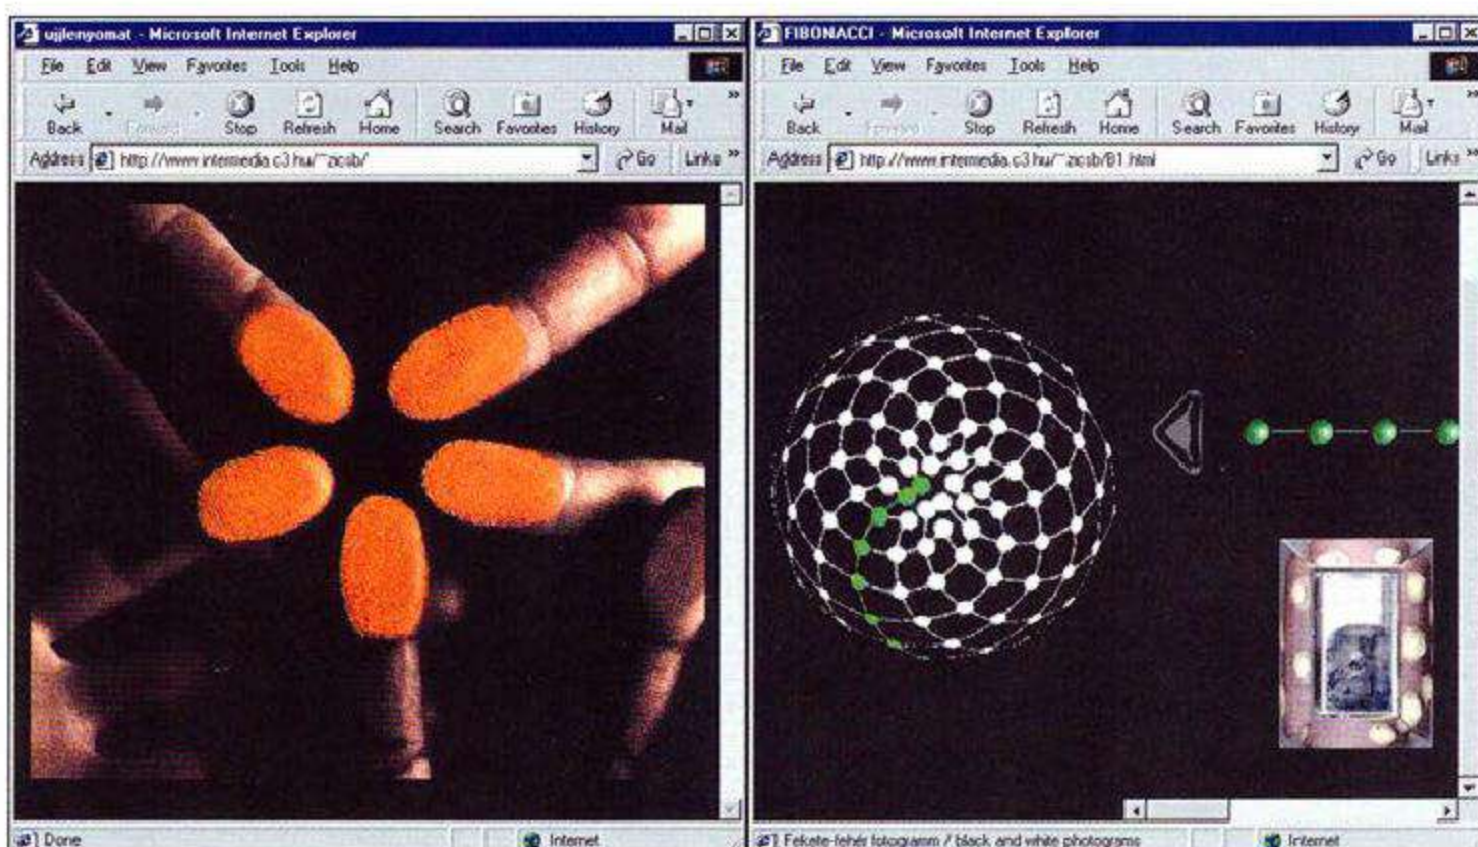 ujjlenyomat - Microsoft Internet Explorer
File Edit View Favorites Tools Help
Back Forward Stop Refresh Home Search Favorites History Mail »
Address http://www.intermedia.c3.hu/~zicsb/ Go Links »
Done Internet
FIBONACCI - Microsoft Internet Explorer
File Edit View Favorites Tools Help
Back Forward Stop Refresh Home Search Favorites History Mail »
Address http://www.intermedia.c3.hu/~zicsb/B1.html Go Links »
Fekete-fehér fotogramm / black and white photograms Internet